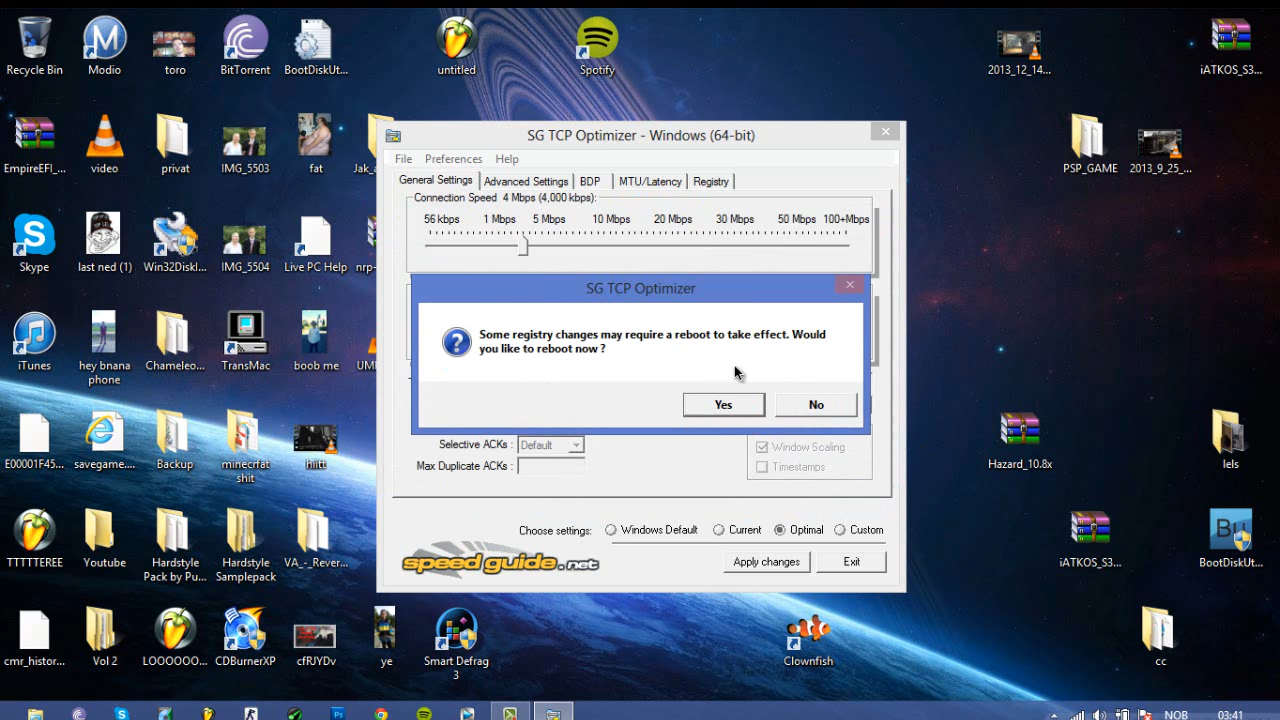 Recycle Bin
Modio
toro
BitTorrent
BootDiskUt...
untitled
Spotify
2013_12_14...
iATKOS_S3...
EmpireEFI_...
video
privat
IMG_5503
fat
Jak_
PSP_GAME
2013_9_25_...
Skype
last ned (1)
Win32DiskI...
IMG_5504
Live PC Help
nrp-
iTunes
hey bnana
phone
Chameleo...
TransMac
boob me
UMI
E00001F45...
savegame....
Backup
minecrfat
shit
hiitt
Hazard_10.8x
lels
TTTTTEREE
Youtube
Hardstyle
Pack by Pu...
Hardstyle
Samplepack
VA_-_Rever...
iATKOS_S3...
Bu
BootDiskUt...
cmr_histor...
Vol 2
LOOOOOO...
CDBurnerXP
cfRJYDv
ye
Smart Defrag
3
Clownfish
cc
SG TCP Optimizer - Windows (64-bit)
File Preferences Help
General Settings Advanced Settings BDP MTU/Latency Registry
Connection Speed 4 Mbps (4,000 kbps):
56 kbps 1 Mbps 5 Mbps 10 Mbps 20 Mbps 30 Mbps 50 Mbps 100+Mbps
SG TCP Optimizer
Some registry changes may require a reboot to take effect. Would
you like to reboot now ?
Yes No
Selective ACKs : Default
Window Scaling
Max Duplicate ACKs :
Timestamps
Choose settings: Windows Default Current Optimal Custom
speedguide.net
Apply changes Exit
NOB 03:41